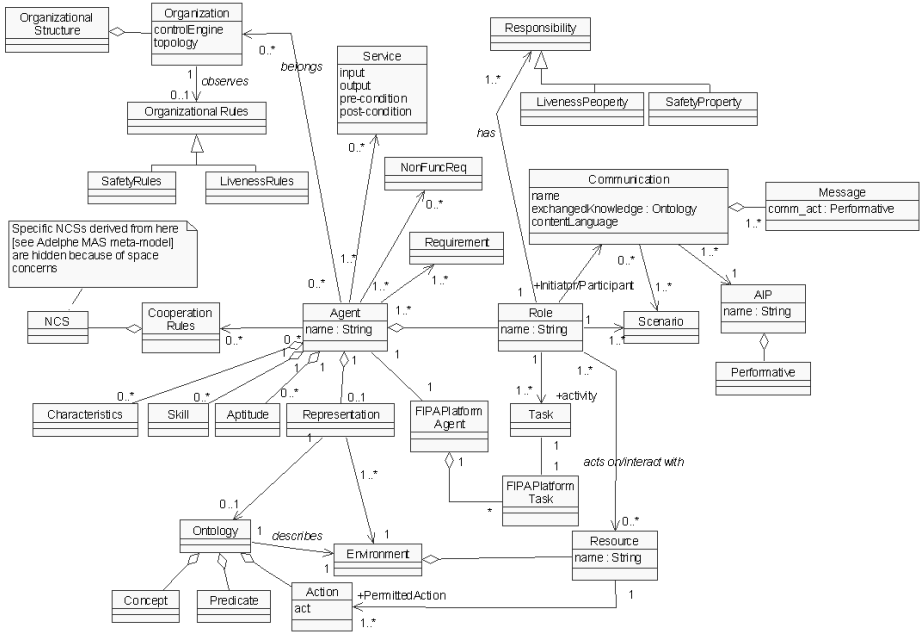 Organizational
Structure
Organization
controlEngine
topology
0..*
belongs
1
observes
0..1
Organizational Rules
SafetyRules
LivenessRules
Service
input
output
pre-condition
post-condition
0..*
NonFuncReq
0..*
Requirement
1..*
Responsibility
1..*
LivenessPeoperty
SafetyProperty
has
Communication
name
exchangedKnowledge : Ontology
contentLanguage
1..*
Message
comm_act : Performative
Specific NCSs derived from here
[see Adelphe MAS meta-model]
are hidden because of space
concerns
0..*
1..*
1..*
1..*
0..*
1..*
1..*
1
1
+Initiator/Participant
NCS
Cooperation
Rules
0..*
Agent
name : String
Role
name : String
1
1..*
Scenario
AIP
name : String
Performative
0..*
1
1
1
1
0..*
0..*
0..*
0..1
1
Characteristics
Skill
Aptitude
Representation
FIPAPlatform
Agent
1
1..*
1..*
1
1..*
+activity
Task
1
1
FIPAPlatform
Task
*
acts on/interact with
0..*
1
1..*
0..1
Ontology
1
describes
1
1
Environment
Resource
name : String
1
Concept
Predicate
Action
act
+PermittedAction
1..*